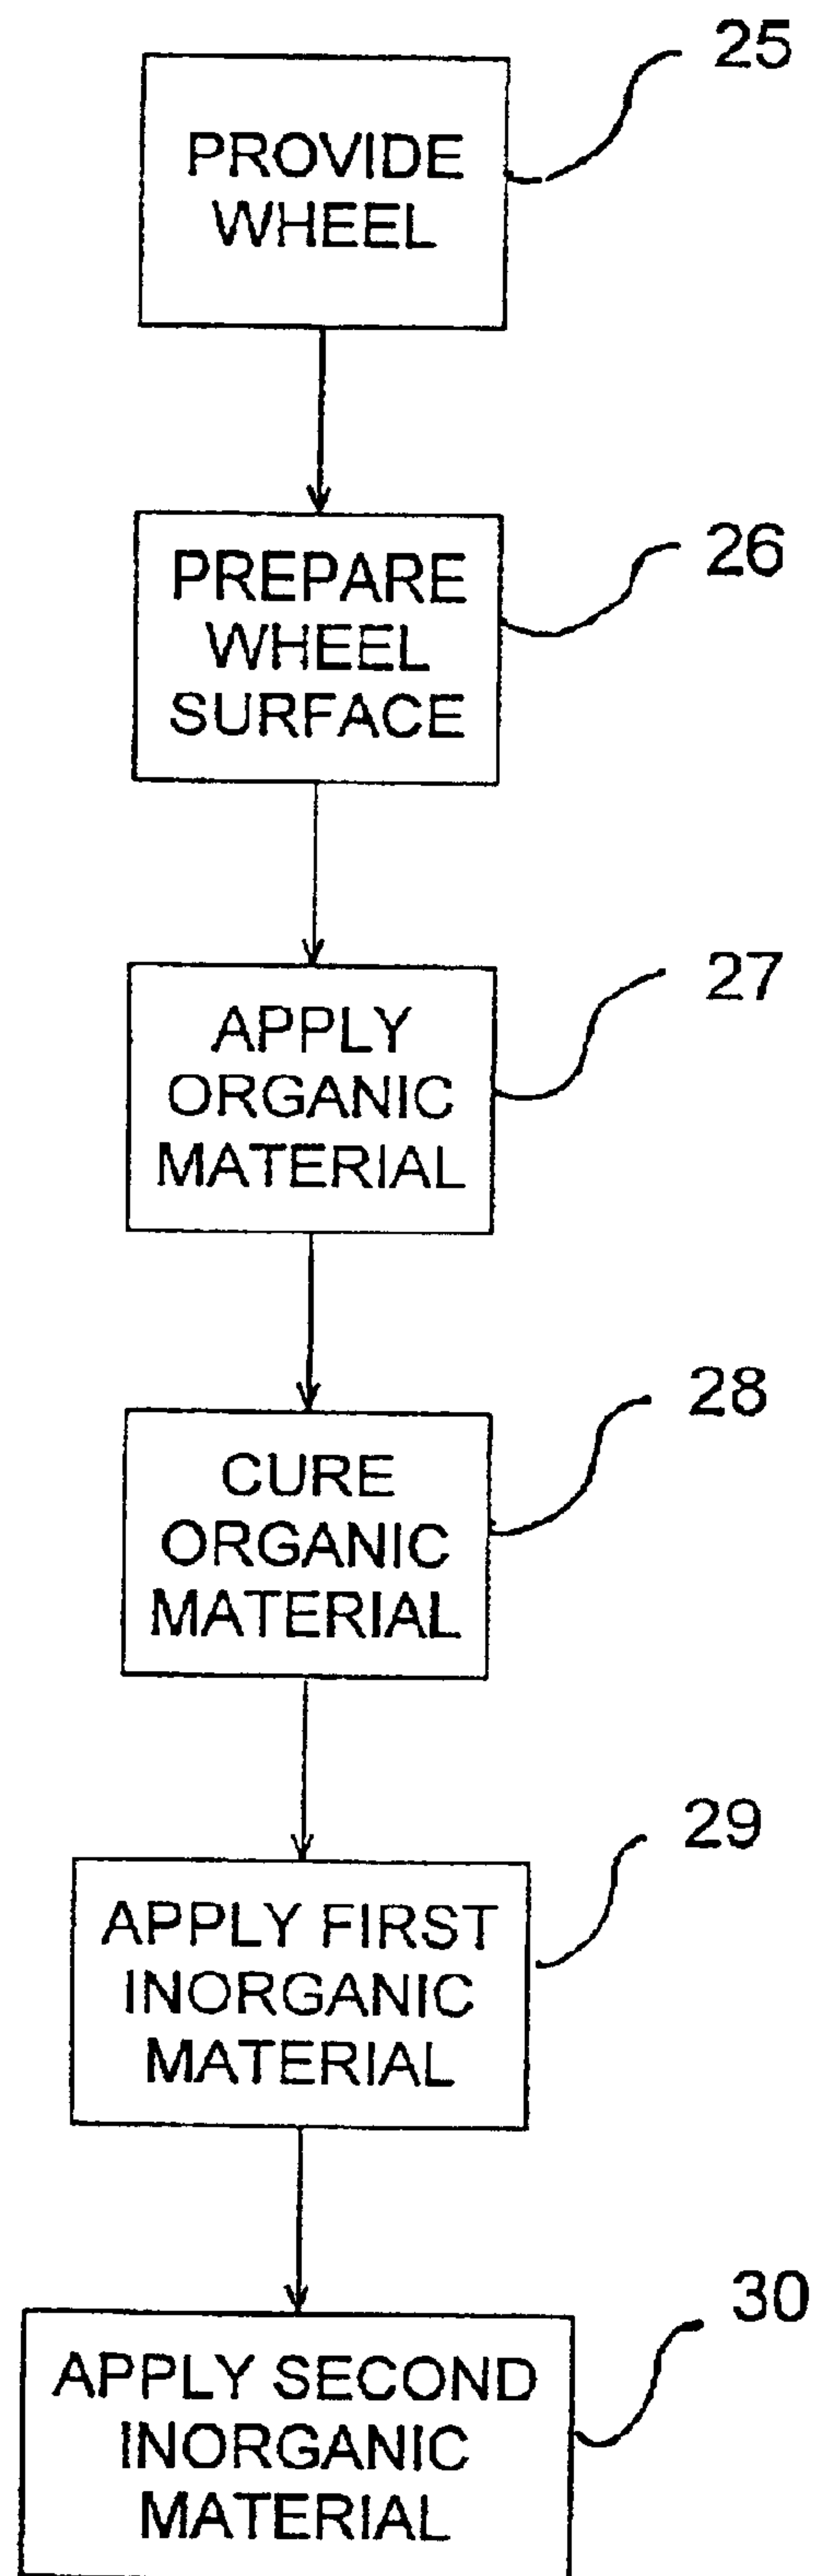 25
PROVIDE
WHEEL
26
PREPARE
WHEEL
SURFACE
27
APPLY
ORGANIC
MATERIAL
28
CURE
ORGANIC
MATERIAL
29
APPLY FIRST
INORGANIC
MATERIAL
30
APPLY SECOND
INORGANIC
MATERIAL